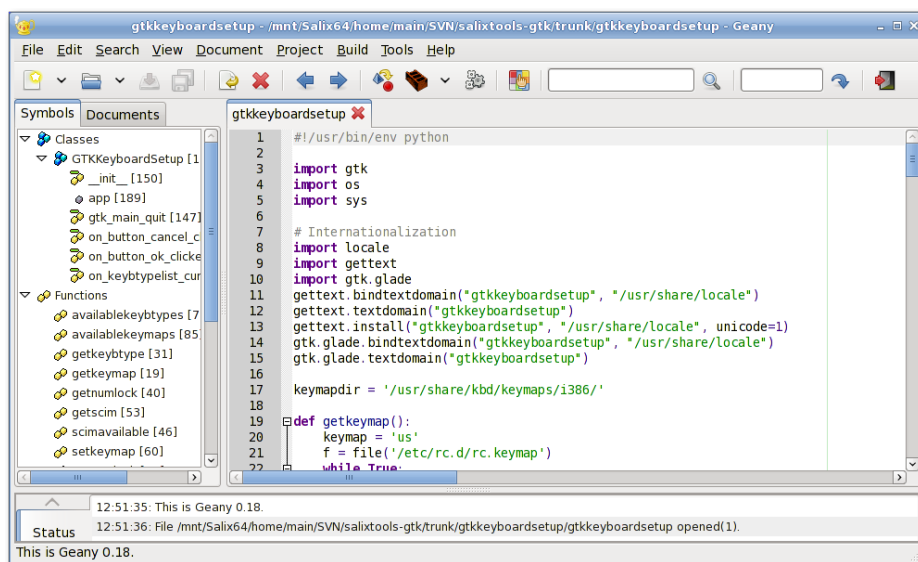 gtkkeyboardsetup - /mnt/Salix64/home/main/SVN/salixtools-gtk/trunk/gtkkeyboardsetup - Geany
File Edit Search View Document Project Build Tools Help
Symbols Documents
gtkkeyboardsetup
Classes
GTKKeyboardSetup [1
__init__ [150]
app [189]
gtk_main_quit [147]
on_button_cancel_c
on_button_ok_clicke
on_keybtypelist_cur
Functions
availablekeybtypes [7
availablekeymaps [85
getkeybtype [31]
getkeymap [19]
getnumlock [40]
getscim [53]
scimavailable [46]
setkeymap [60]
1 #!/usr/bin/env python
2
3 import gtk
4 import os
5 import sys
6
7 # Internationalization
8 import locale
9 import gettext
10 import gtk.glade
11 gettext.bindtextdomain("gtkkeyboardsetup", "/usr/share/locale")
12 gettext.textdomain("gtkkeyboardsetup")
13 gettext.install("gtkkeyboardsetup", "/usr/share/locale", unicode=1)
14 gtk.glade.bindtextdomain("gtkkeyboardsetup", "/usr/share/locale")
15 gtk.glade.textdomain("gtkkeyboardsetup")
16
17 keymapdir = '/usr/share/kbd/keymaps/i386/'
18
19 def getkeymap():
20 keymap = 'us'
21 f = file('/etc/rc.d/rc.keymap')
22 while True:
Status
12:51:35: This is Geany 0.18.
12:51:36: File /mnt/Salix64/home/main/SVN/salixtools-gtk/trunk/gtkkeyboardsetup/gtkkeyboardsetup opened(1).
This is Geany 0.18.